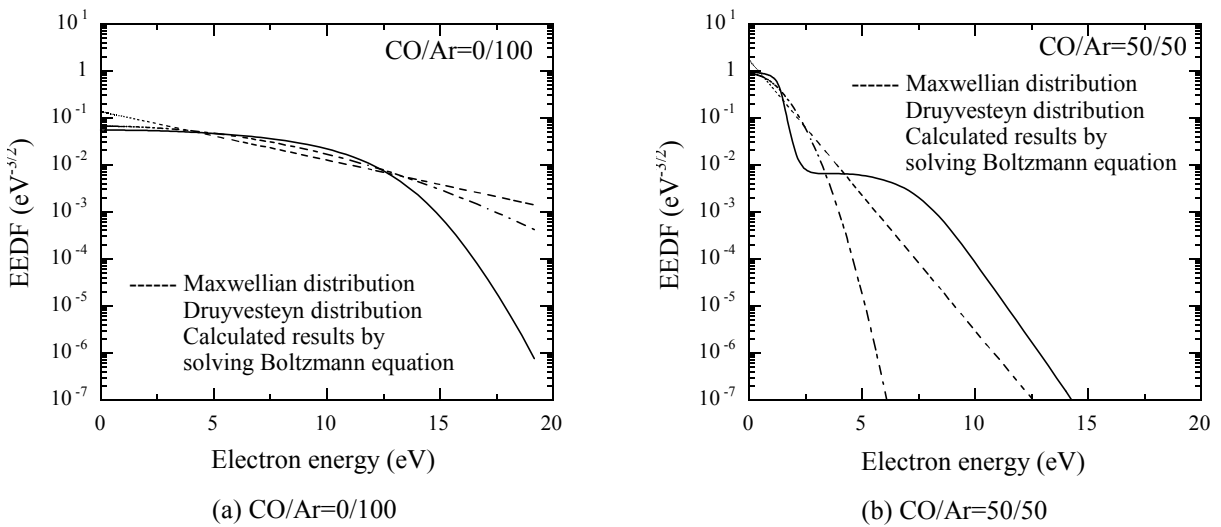 10^1
1
10^-1
10^-2
10^-3
10^-4
10^-5
10^-6
10^-7
EEDF (eV^-3/2)
CO/Ar=0/100
Maxwellian distribution
Druyvesteyn distribution
Calculated results by
solving Boltzmann equation
0 5 10 15 20
Electron energy (eV)
(a) CO/Ar=0/100
10^1
1
10^-1
10^-2
10^-3
10^-4
10^-5
10^-6
10^-7
EEDF (eV^-3/2)
CO/Ar=50/50
Maxwellian distribution
Druyvesteyn distribution
Calculated results by
solving Boltzmann equation
0 5 10 15 20
Electron energy (eV)
(b) CO/Ar=50/50